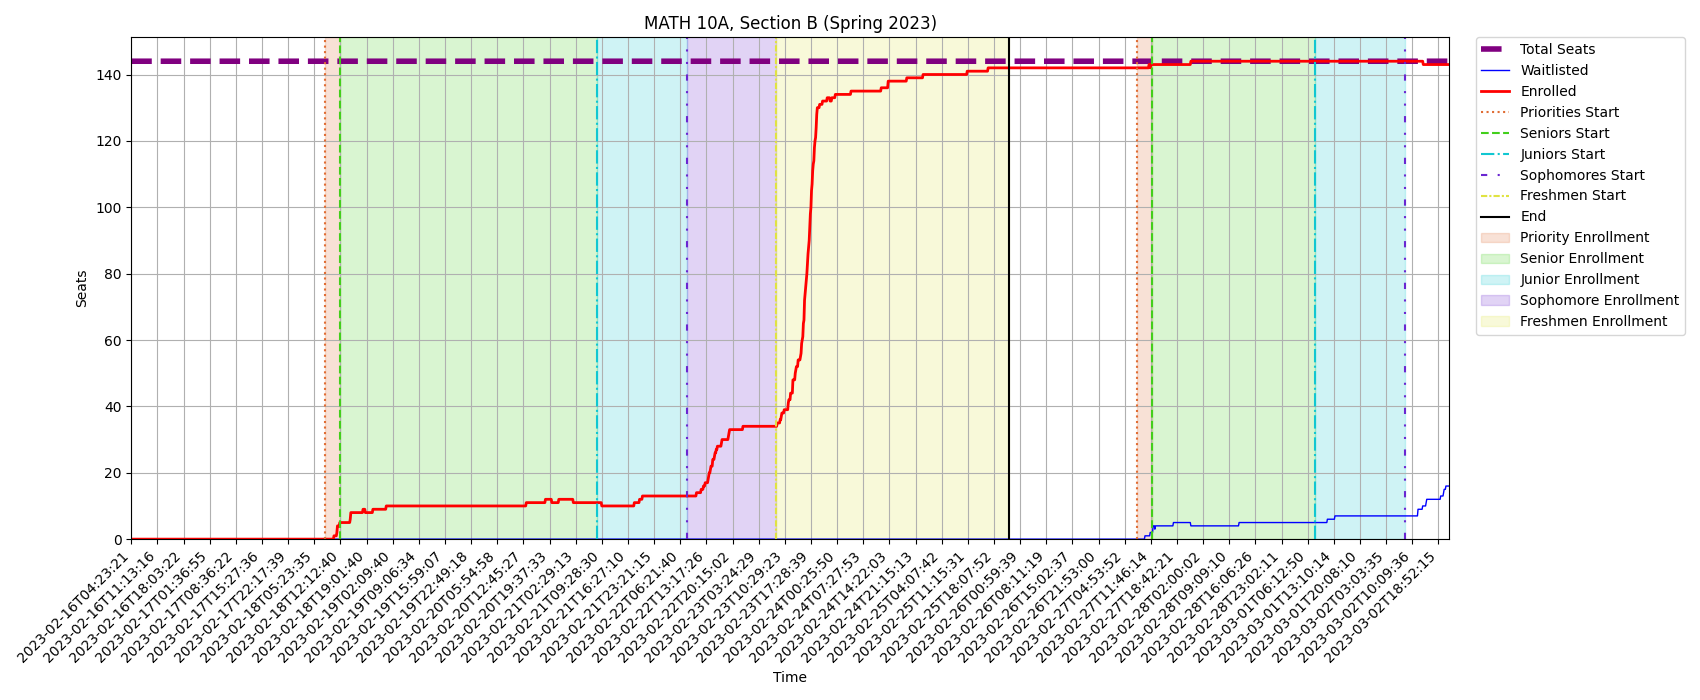 MATH 10A, Section B (Spring 2023)
Seats
140
120
100
80
60
40
20
0
2023-02-16T04:23:21
2023-02-16T11:13:16
2023-02-16T18:03:22
2023-02-17T01:36:55
2023-02-17T08:36:22
2023-02-17T15:27:36
2023-02-17T22:17:39
2023-02-18T05:23:35
2023-02-18T12:12:40
2023-02-18T19:01:40
2023-02-19T02:09:40
2023-02-19T09:06:34
2023-02-19T15:59:07
2023-02-19T22:49:18
2023-02-20T05:54:58
2023-02-20T12:45:27
2023-02-20T19:37:33
2023-02-21T02:29:13
2023-02-21T09:28:30
2023-02-21T16:27:10
2023-02-21T23:21:15
2023-02-22T06:21:40
2023-02-22T13:17:26
2023-02-22T20:15:02
2023-02-23T03:24:29
2023-02-23T10:29:23
2023-02-23T17:28:39
2023-02-24T00:25:50
2023-02-24T07:27:53
2023-02-24T14:22:03
2023-02-24T21:15:13
2023-02-25T04:07:42
2023-02-25T11:15:31
2023-02-25T18:07:52
2023-02-26T00:59:39
2023-02-26T08:11:19
2023-02-26T15:02:37
2023-02-26T21:53:00
2023-02-27T04:53:52
2023-02-27T11:46:14
2023-02-27T18:42:21
2023-02-28T02:00:02
2023-02-28T09:09:10
2023-02-28T16:06:26
2023-02-28T23:02:11
2023-03-01T06:12:50
2023-03-01T13:10:14
2023-03-01T20:08:10
2023-03-02T03:03:35
2023-03-02T10:09:36
2023-03-02T18:52:15
Time
Total Seats
Waitlisted
Enrolled
Priorities Start
Seniors Start
Juniors Start
Sophomores Start
Freshmen Start
End
Priority Enrollment
Senior Enrollment
Junior Enrollment
Sophomore Enrollment
Freshmen Enrollment